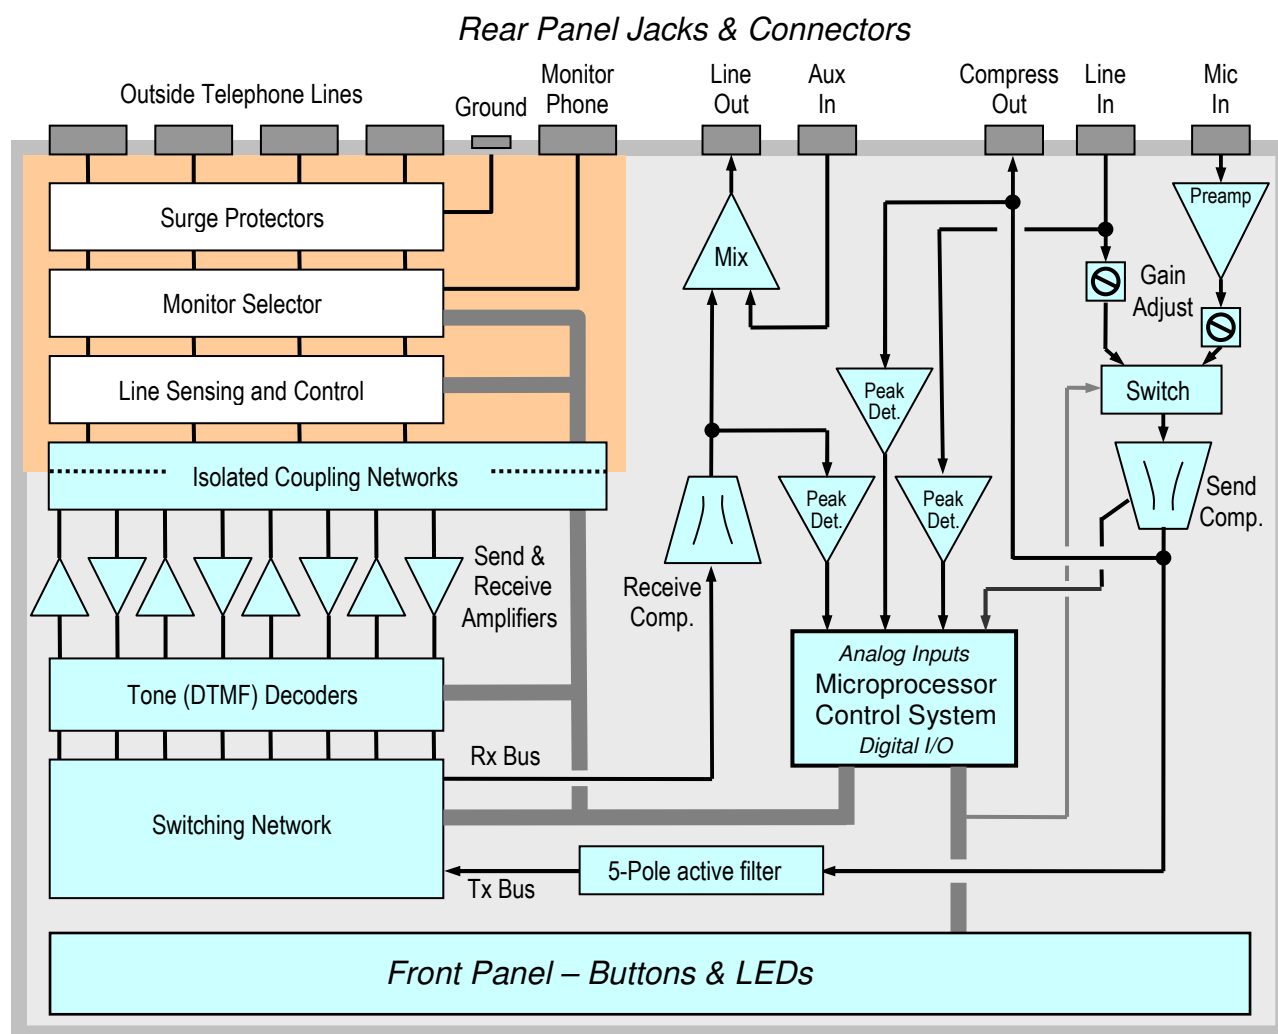 Rear Panel Jacks & Connectors
Outside Telephone Lines
Ground
Monitor
Phone
Line
Out
Aux
In
Compress
Out
Line
In
Mic
In
Surge Protectors
Monitor Selector
Line Sensing and Control
Isolated Coupling Networks
Send &
Receive
Amplifiers
Tone (DTMF) Decoders
Switching Network
Rx Bus
Tx Bus
Mix
Receive
Comp.
Peak
Det.
Peak
Det.
Peak
Det.
Preamp
Gain
Adjust
Switch
Send
Comp.
Analog Inputs
Microprocessor
Control System
Digital I/O
5-Pole active filter
Front Panel – Buttons & LEDs